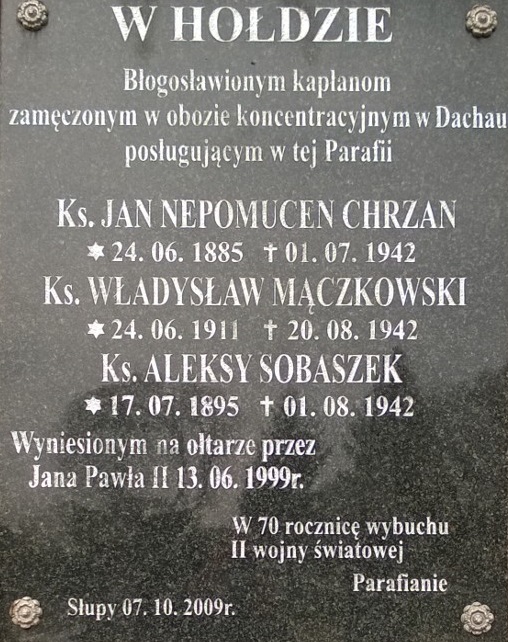 W HOŁDZIE
Błogosławionym kapłanom
zamęczonym w obozie koncentracyjnym w Dachau
posługującym w tej Parafii
Ks. JAN NEPOMUCEN CHRZAN
✡ 24. 06. 1885 ✝ 01. 07. 1942
Ks. WŁADYSŁAW MĄCZKOWSKI
✡ 24. 06. 1911 ✝ 20. 08. 1942
Ks. ALEKSY SOBASZEK
✡ 17. 07. 1895 ✝ 01. 08. 1942
Wyniesionym na ołtarze przez
Jana Pawła II 13. 06. 1999r.
W 70 rocznicę wybuchu
II wojny światowej
Parafianie
Słupy 07. 10. 2009r.